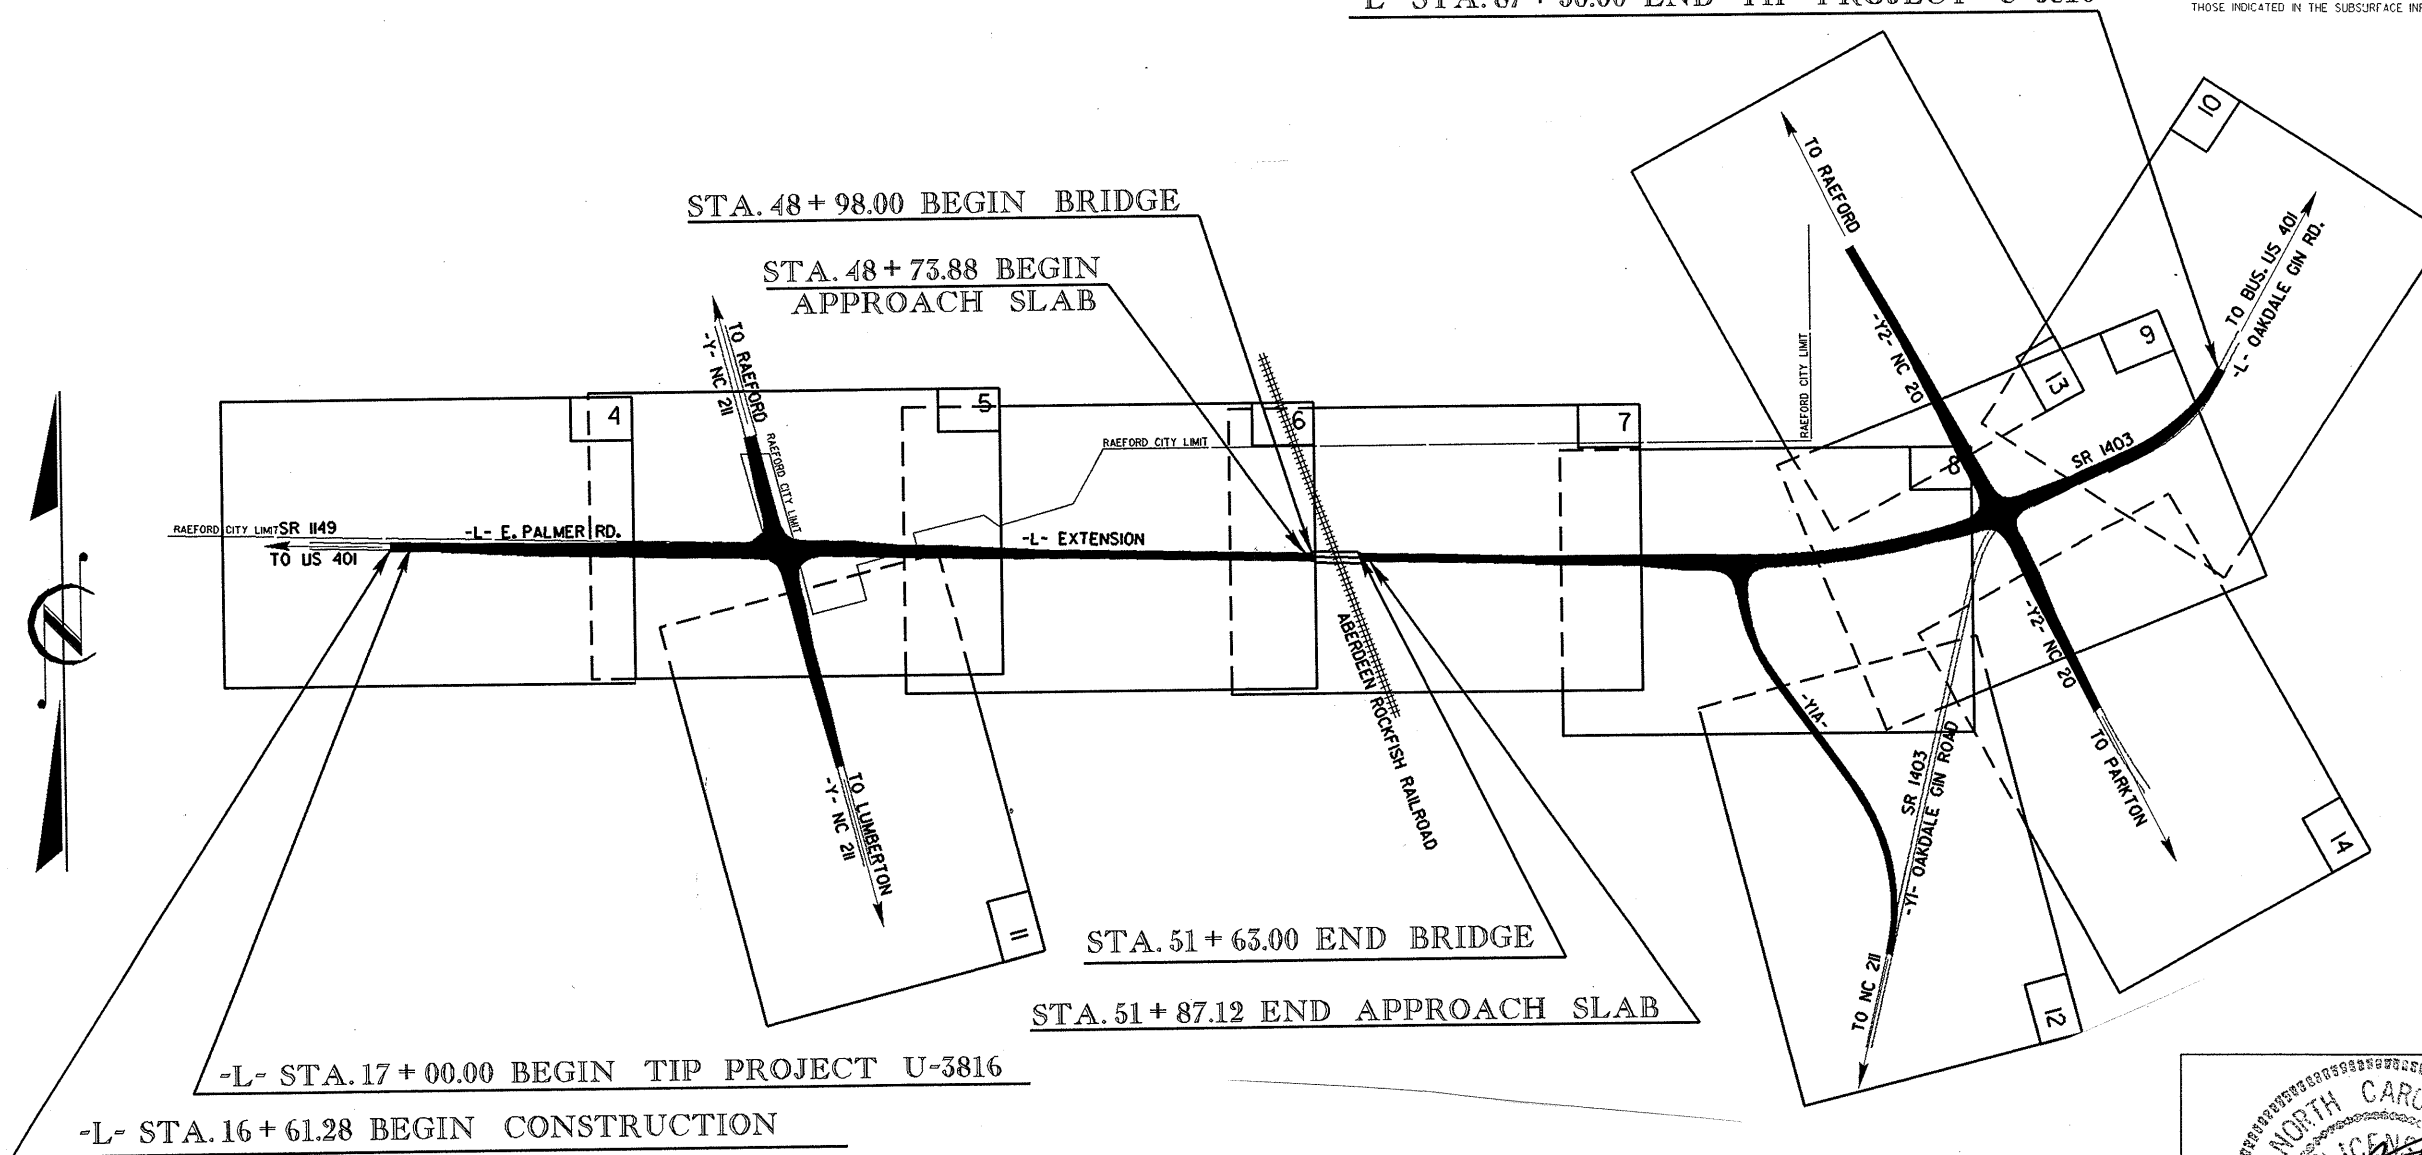 THOSE INDICATED IN THE SUBSURFACE
STA. 48 + 98.00 BEGIN BRIDGE
STA. 48 + 73.88 BEGIN
APPROACH SLAB
TO RAEFORD
-Y- NC 211
RAEFORD CITY LIMIT
4
5
6
7
8
9
10
13
RAEFORD CITY LIMIT
RAEFORD CITY LIMIT
TO RAEFORD
-Y2- NC 20
TO BUS. US 401
-L- OAKDALE GIN RD.
SR 1403
RAEFORD CITY LIMIT
SR 1149
-L- E. PALMER RD.
TO US 401
-L- EXTENSION
N
ABERDEEN ROCKFISH RAILROAD
-Y1A-
SR 1403
-Y1- OAKDALE GIN ROAD
-Y2- NC 20
TO PARKTON
TO LUMBERTON
-Y- NC 211
11
12
14
TO NC 211
STA. 51 + 63.00 END BRIDGE
STA. 51 + 87.12 END APPROACH SLAB
-L- STA. 17 + 00.00 BEGIN TIP PROJECT U-3816
-L- STA. 16 + 61.28 BEGIN CONSTRUCTION
NORTH